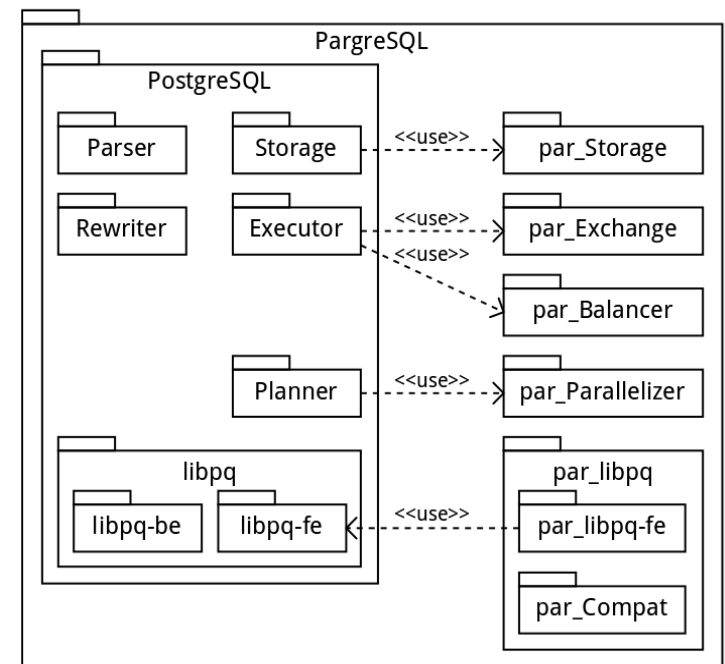 PargreSQL
PostgreSQL
Parser
Storage
<<use>>
par_Storage
Rewriter
Executor
<<use>>
par_Exchange
<<use>>
par_Balancer
Planner
<<use>>
par_Parallelizer
libpq
par_libpq
libpq-be
libpq-fe
<<use>>
par_libpq-fe
par_Compat